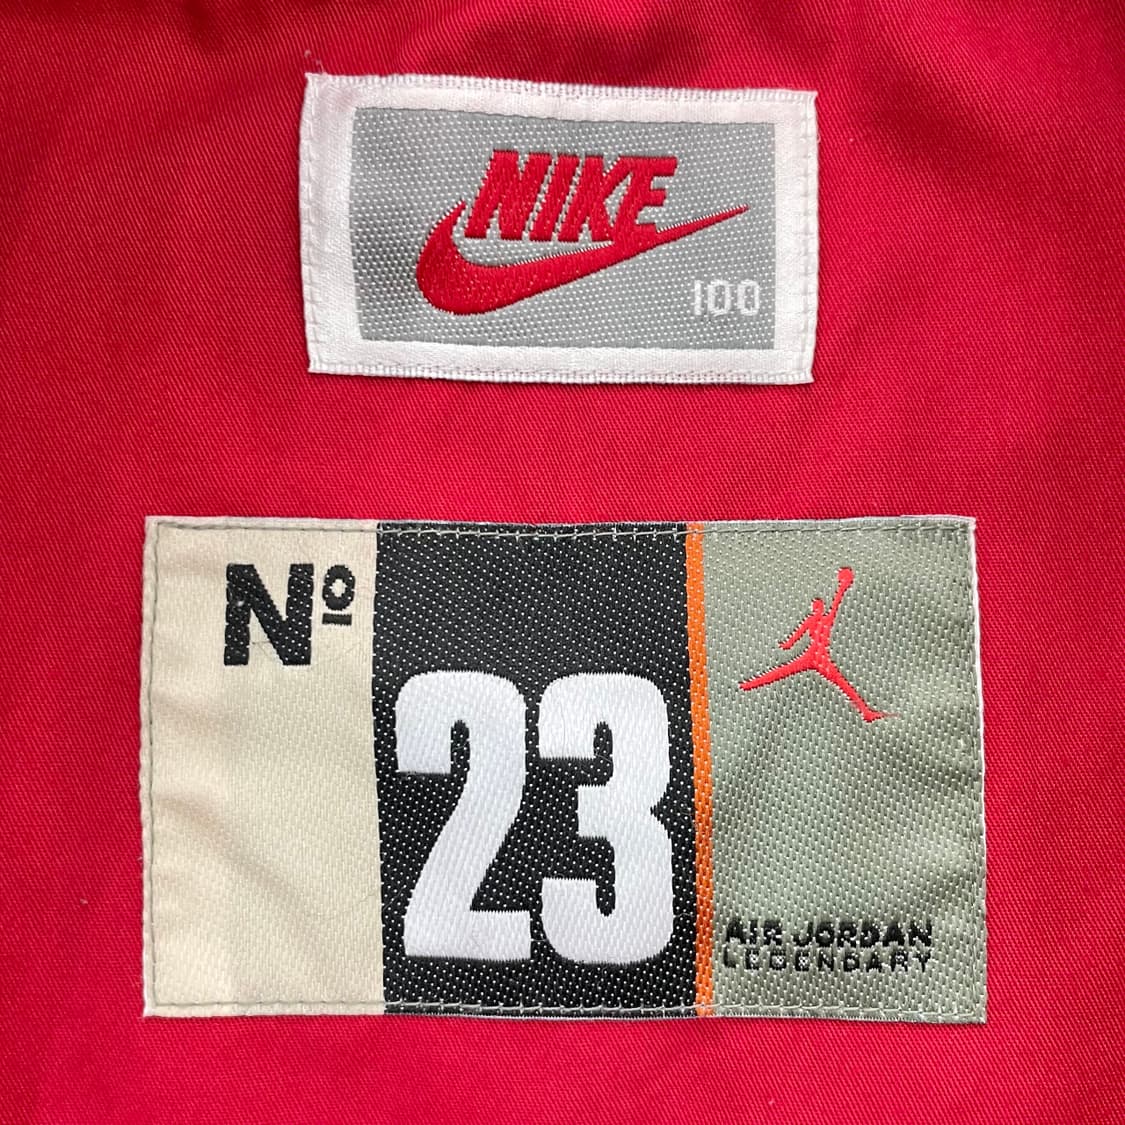 NIKE
100
Nº
23
AIR JORDAN
LEGENDARY